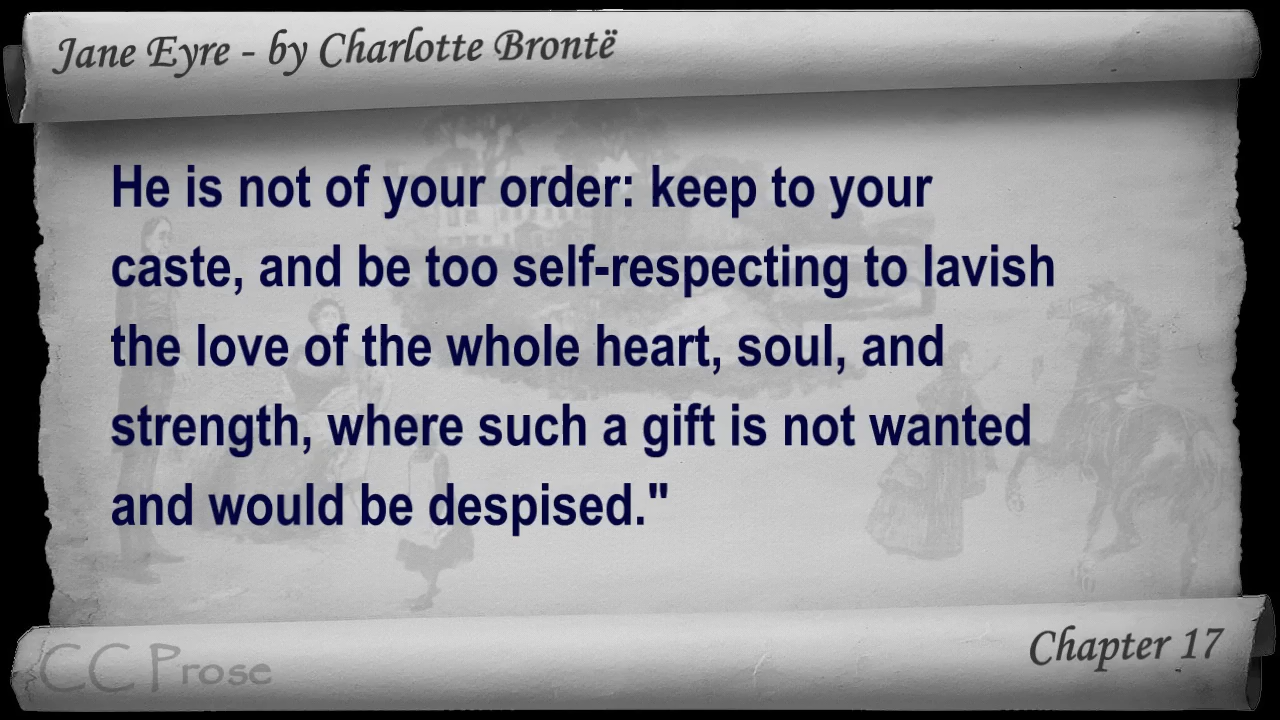 Jane Eyre - by Charlotte Brontë
He is not of your order: keep to your
caste, and be too self-respecting to lavish
the love of the whole heart, soul, and
strength, where such a gift is not wanted
and would be despised."
CC Prose
Chapter 17